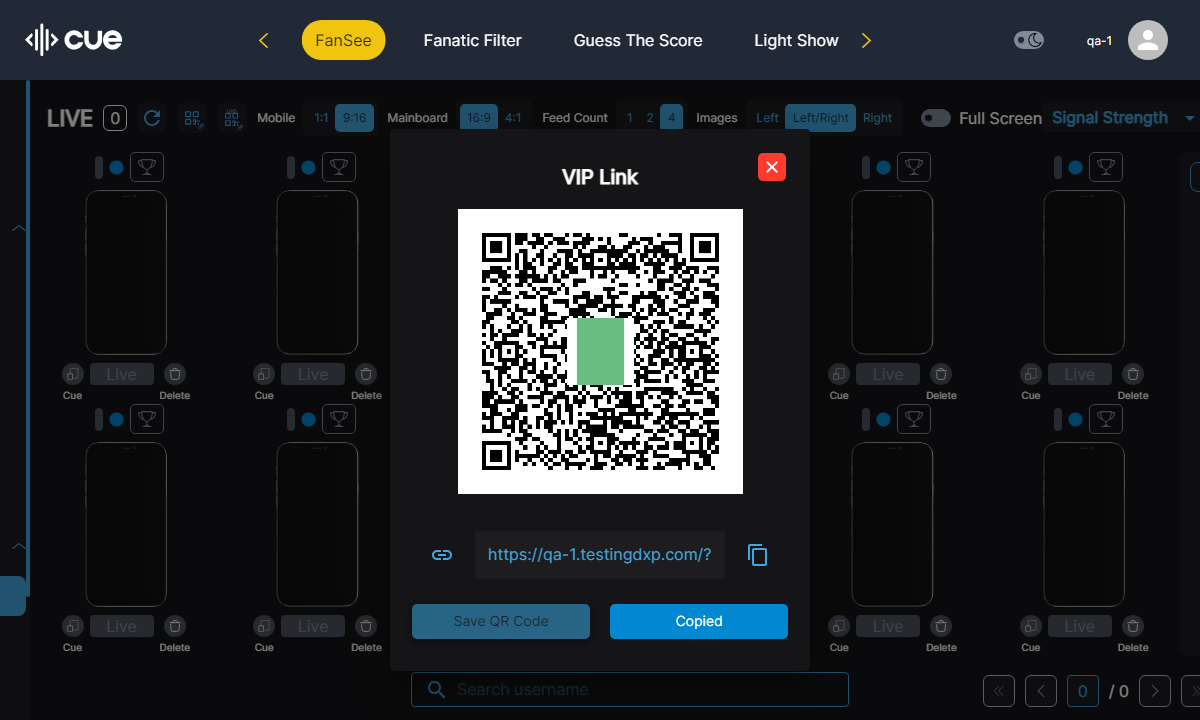 cue
FanSee
Fanatic Filter
Guess The Score
Light Show
qa-1
LIVE 0
Mobile 1:1 9:16
Mainboard 16:9 4:1
Feed Count 1 2 4
Images Left Left/Right Right
Full Screen
Signal Strength
VIP Link
Live Live Live Live
Cue Delete Cue Delete Cue Delete Cue Delete
https://qa-1.testingdxp.com/?
Save QR Code
Copied
Live Live Live Live
Cue Delete Cue Delete Cue Delete Cue Delete
Search username
0 / 0